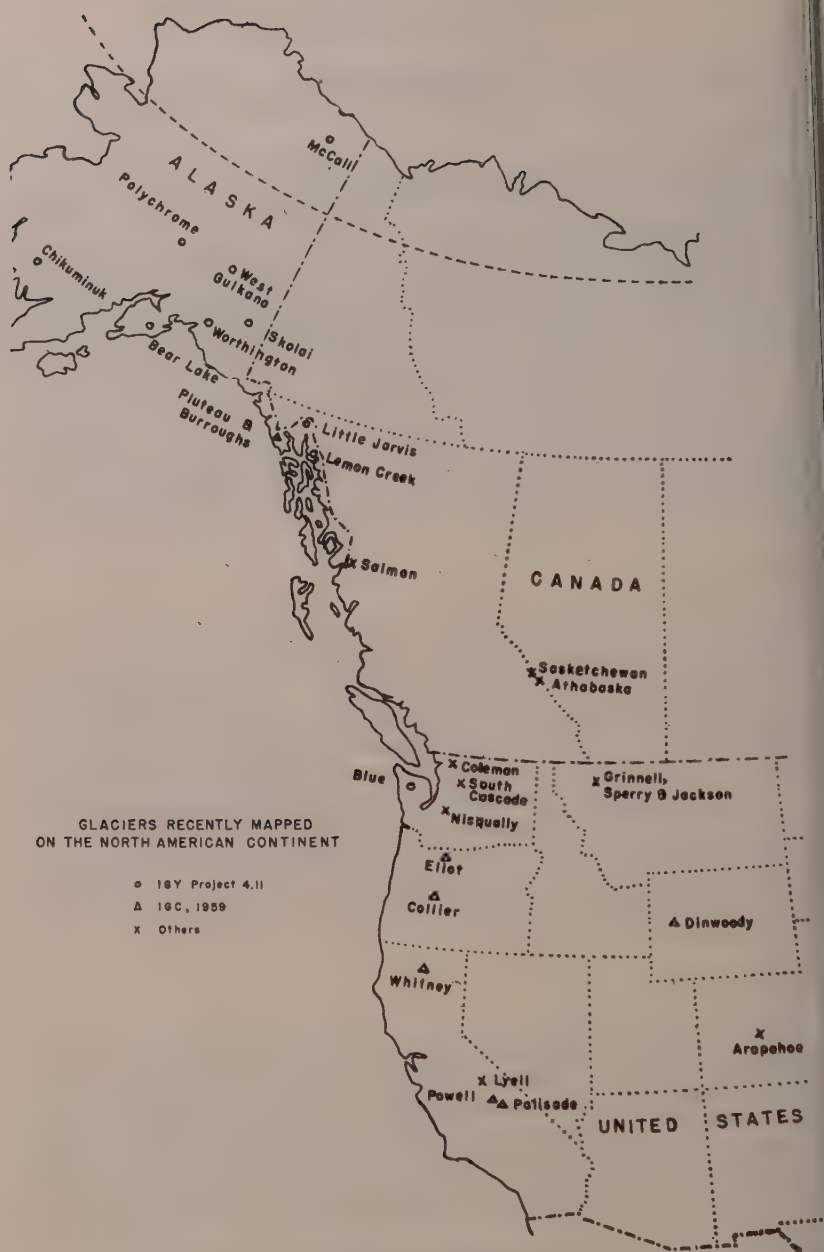 McCall
ALASKA
Polychrome
Chikuminuk
West
Gulkana
Skolai
Worthington
Bear Lake
Pluteau &
Burroughs
Little Jarvis
Lemon Creek
Salmon
CANADA
Sasketchewan
Athabaska
Coleman
South
Cascade
Nisqually
Blue
Grinnell,
Sperry & Jackson
GLACIERS RECENTLY MAPPED
ON THE NORTH AMERICAN CONTINENT
o IGY Project 4.11
Δ IGC, 1959
x Others
Eliot
Collier
Dinwoody
Whitney
Arapahoe
Lyell
Powell
Palisade
UNITED STATES